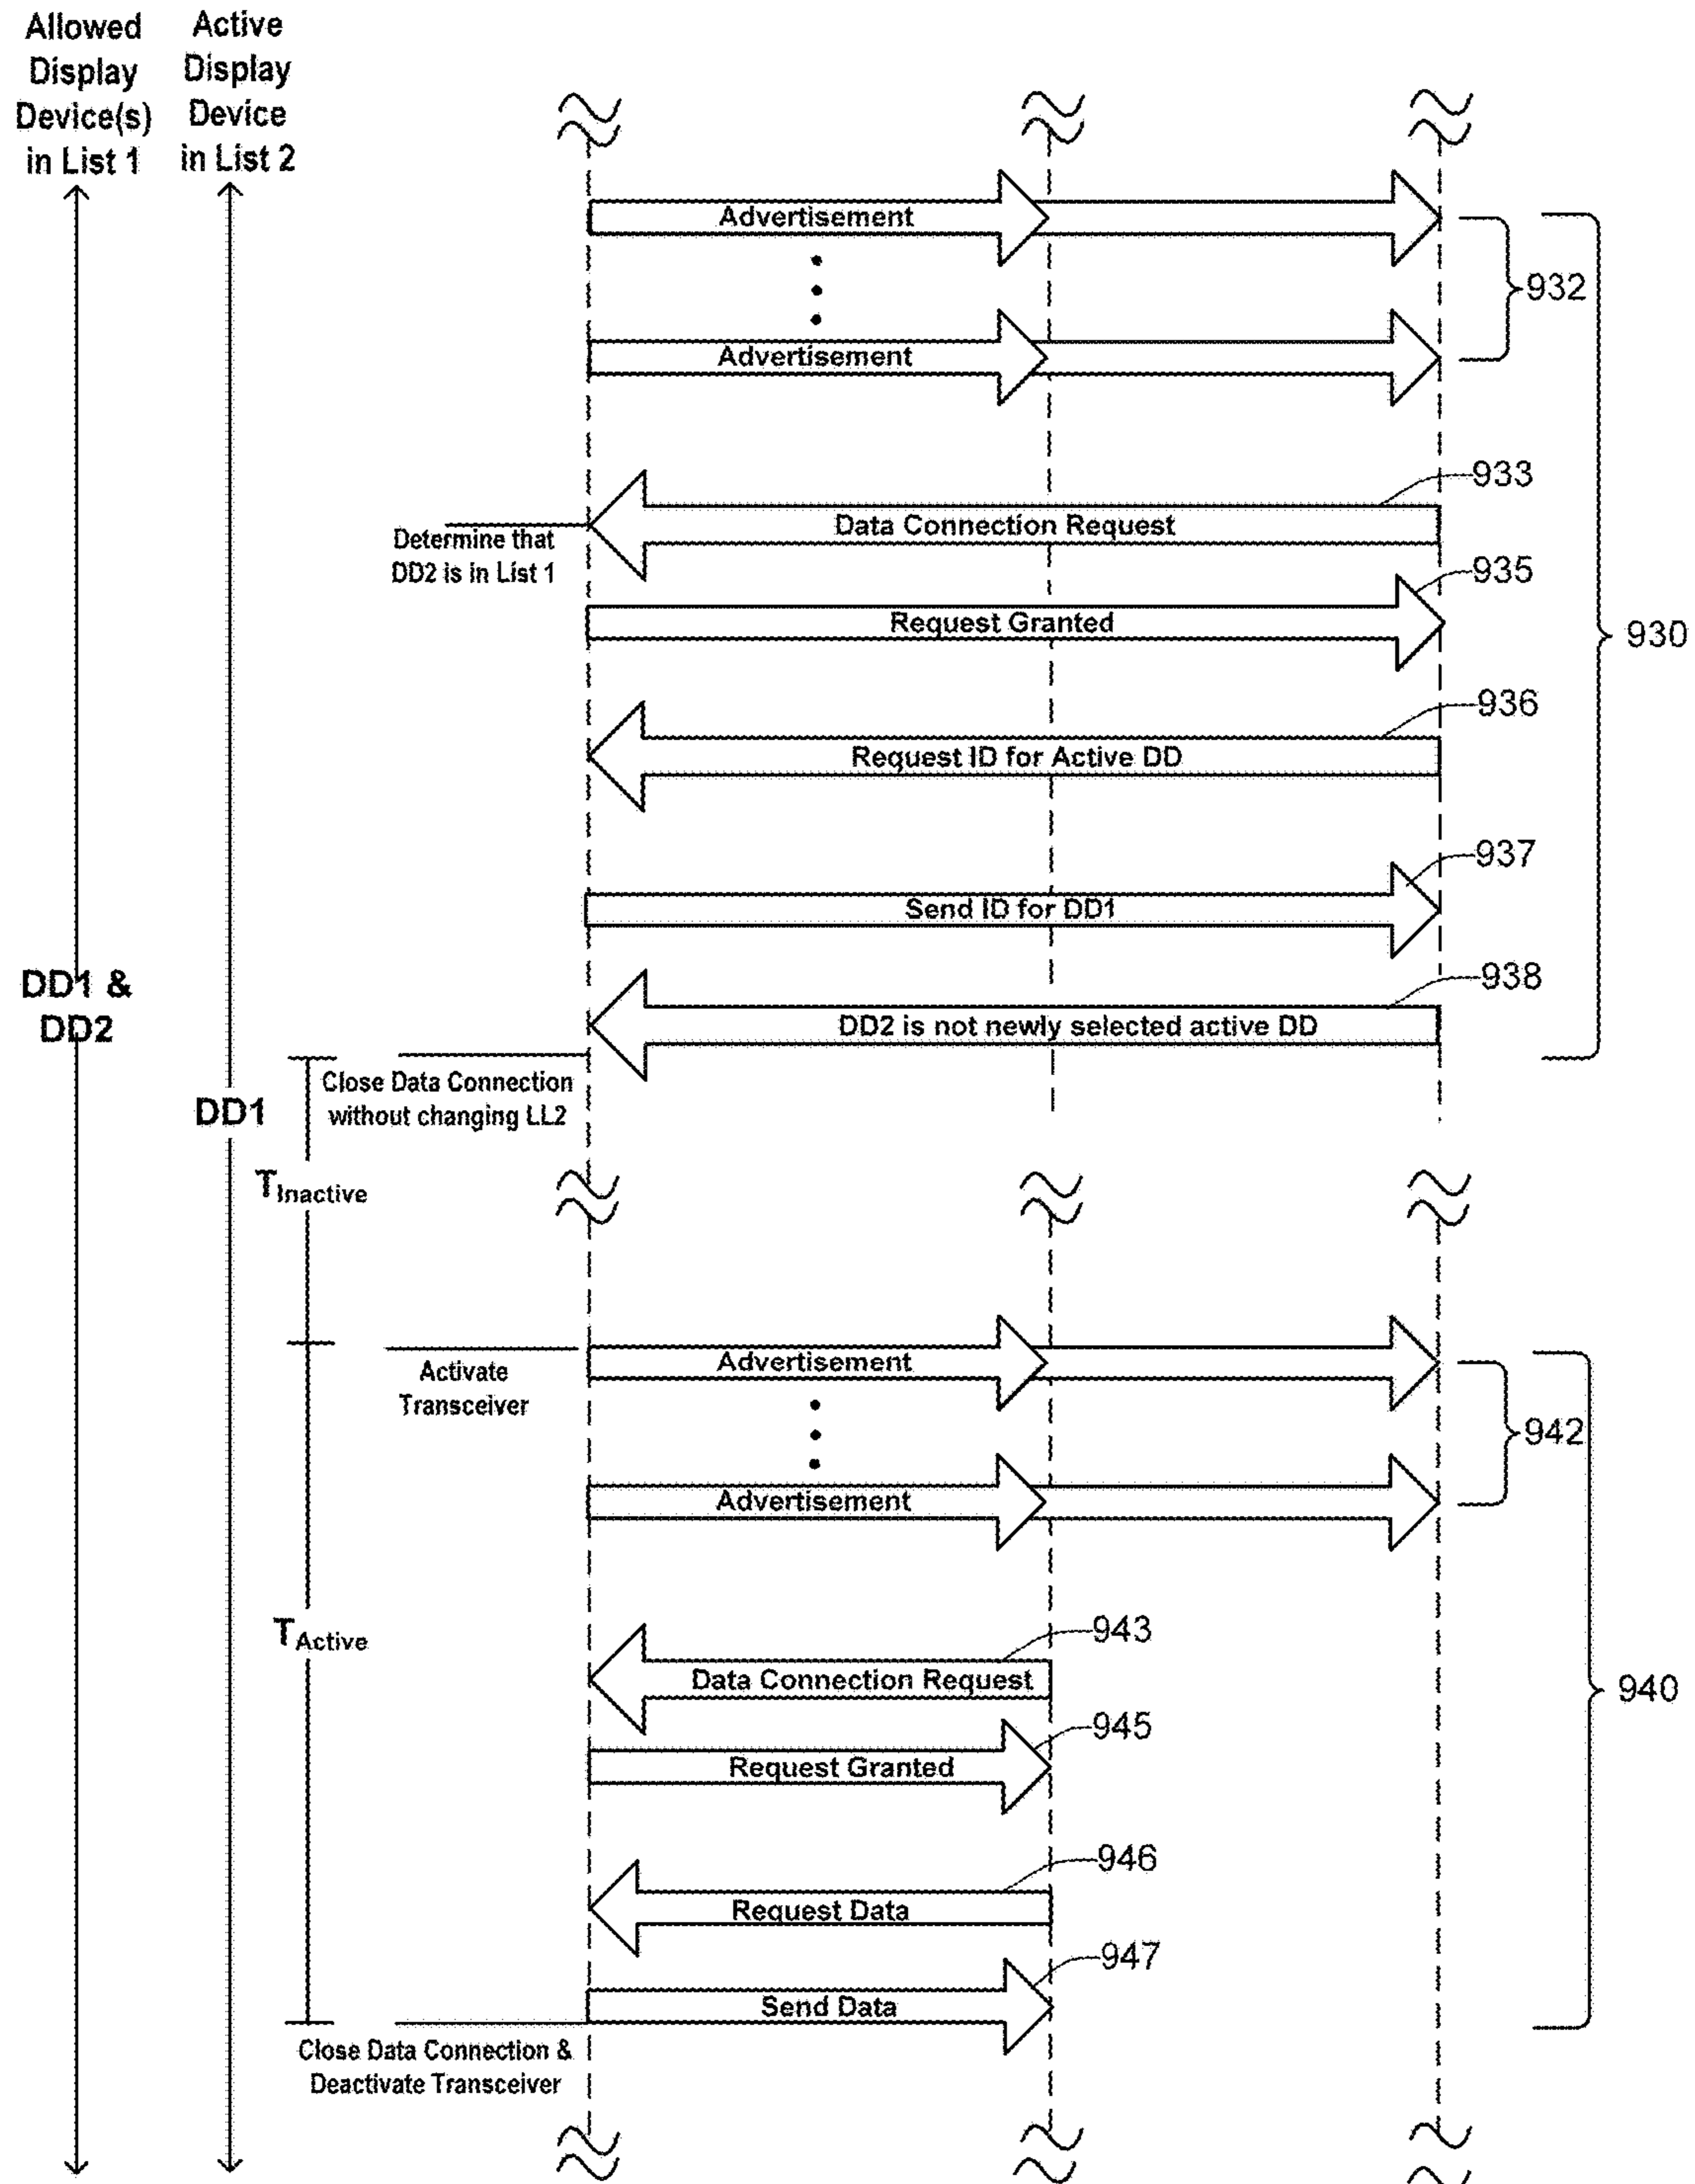 Allowed
Display
Device(s)
in List 1
Active
Display
Device
in List 2
Advertisement
932
Advertisement
933
Data Connection Request
Determine that
DD2 is in List 1
935
Request Granted
930
936
Request ID for Active DD
937
Send ID for DD1
938
DD1 &
DD2
DD2 is not newly selected active DD
Close Data Connection
without changing LL2
DD1
TInactive
Advertisement
Activate
Transceiver
942
Advertisement
943
TActive
Data Connection Request
940
945
Request Granted
946
Request Data
947
Send Data
Close Data Connection &
Deactivate Transceiver